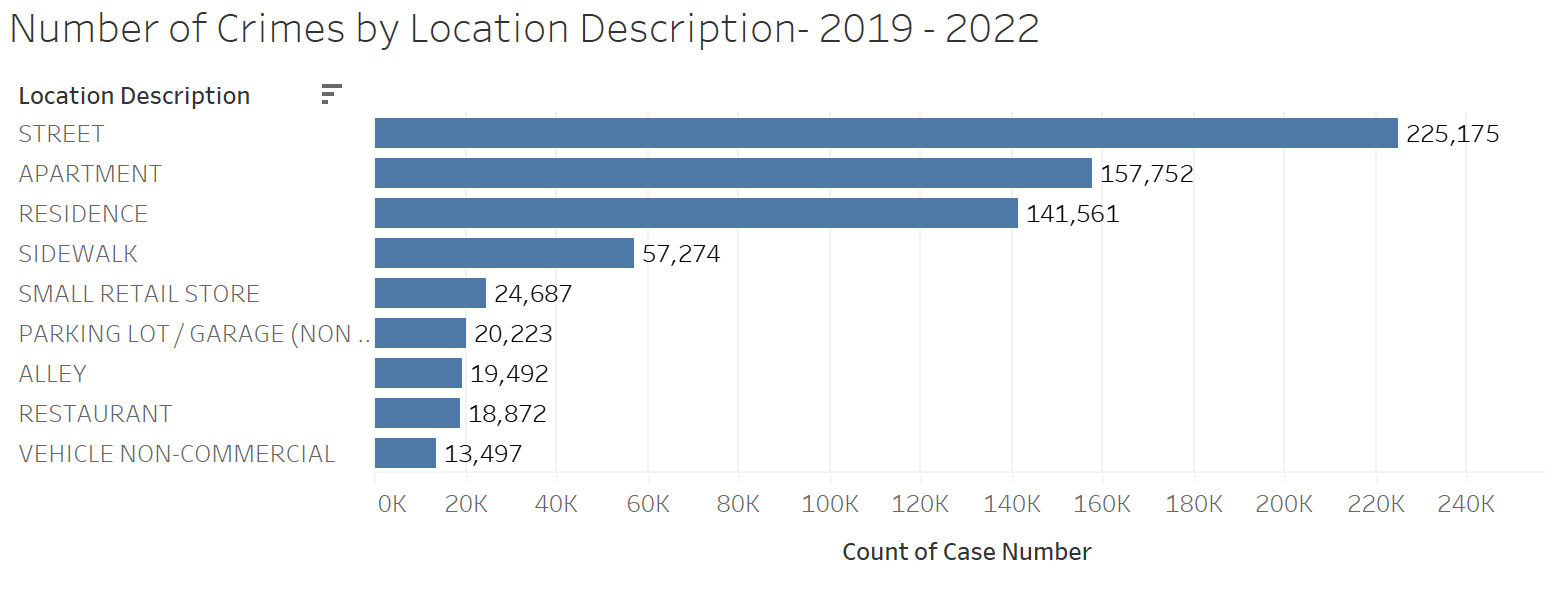 Number of Crimes by Location Description- 2019 - 2022
Location Description
STREET 225,175
APARTMENT 157,752
RESIDENCE 141,561
SIDEWALK 57,274
SMALL RETAIL STORE 24,687
PARKING LOT / GARAGE (NON .. 20,223
ALLEY 19,492
RESTAURANT 18,872
VEHICLE NON-COMMERCIAL 13,497
0K 20K 40K 60K 80K 100K 120K 140K 160K 180K 200K 220K 240K
Count of Case Number